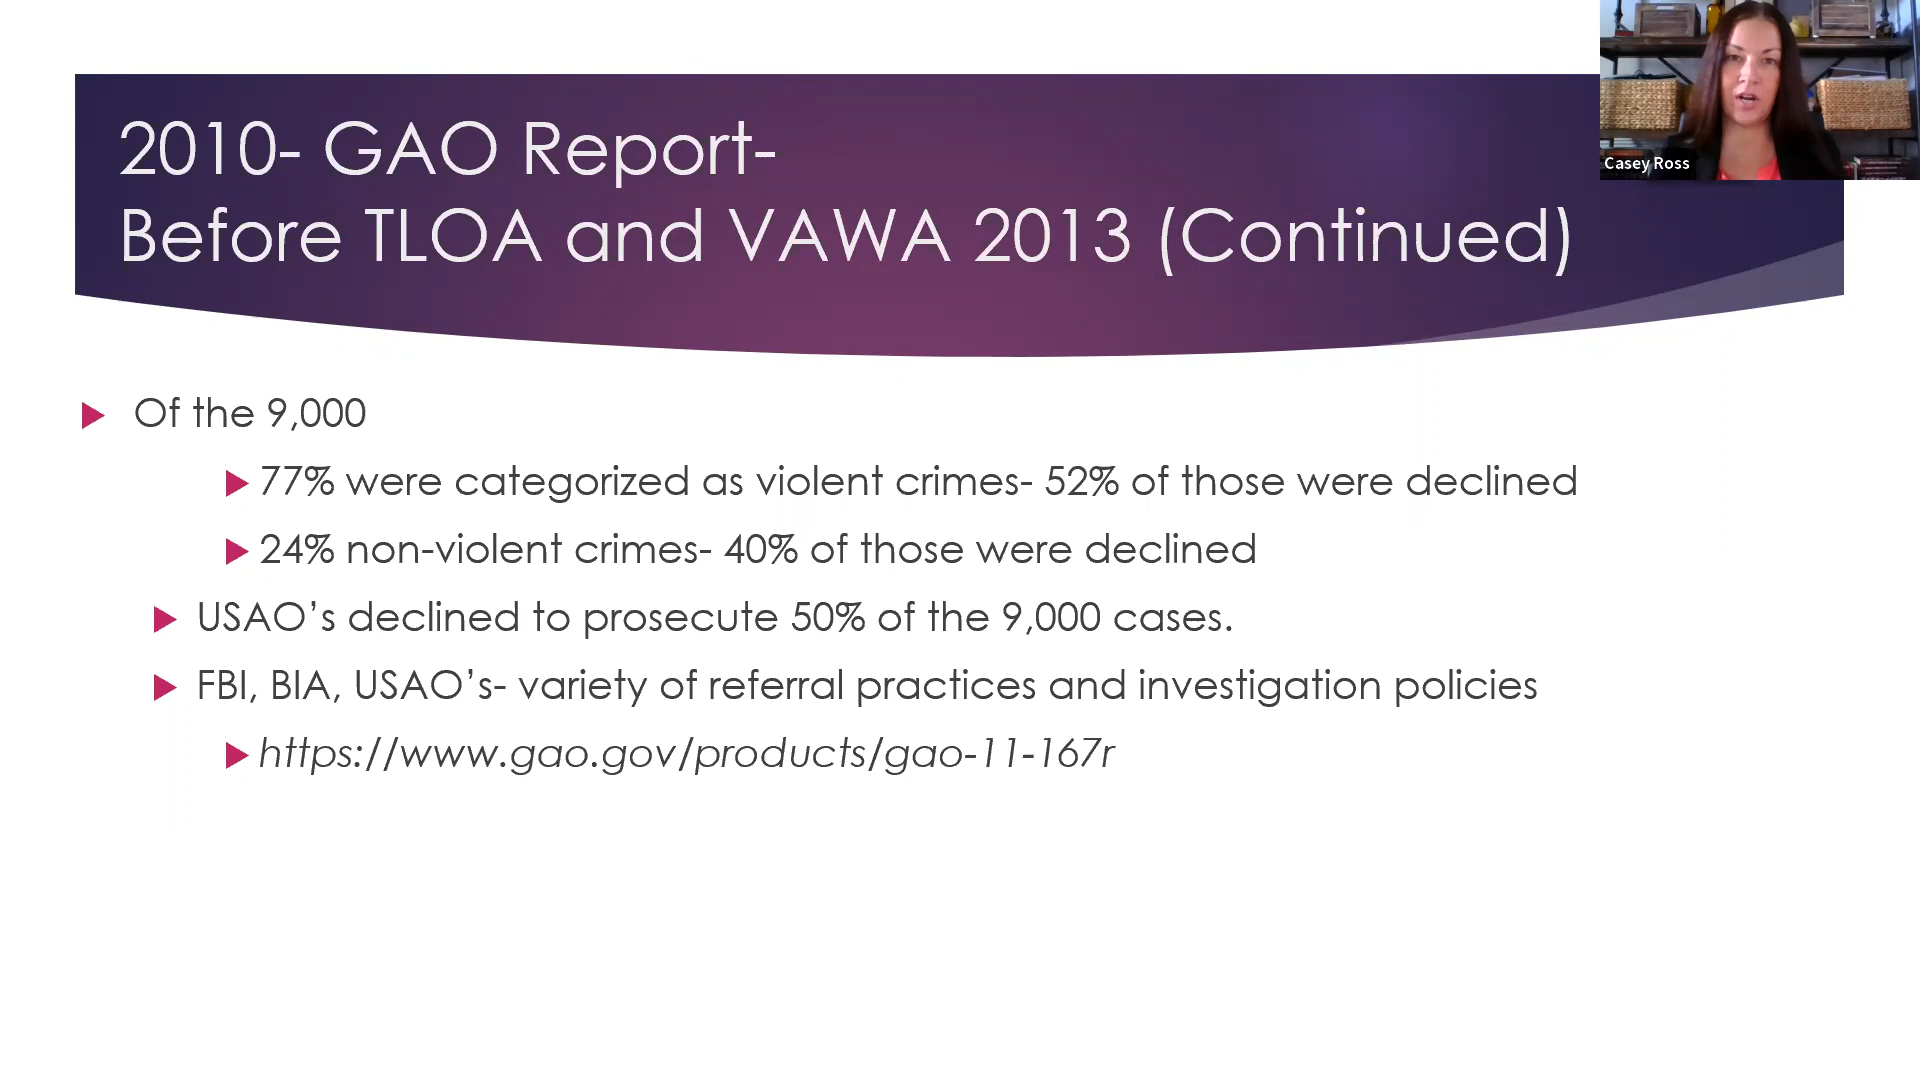 2010- GAO Report-
Before TLOA and VAWA 2013 (Continued)
Casey Ross
Of the 9,000
77% were categorized as violent crimes- 52% of those were declined
24% non-violent crimes- 40% of those were declined
USAO’s declined to prosecute 50% of the 9,000 cases.
FBI, BIA, USAO’s- variety of referral practices and investigation policies
https://www.gao.gov/products/gao-11-167r